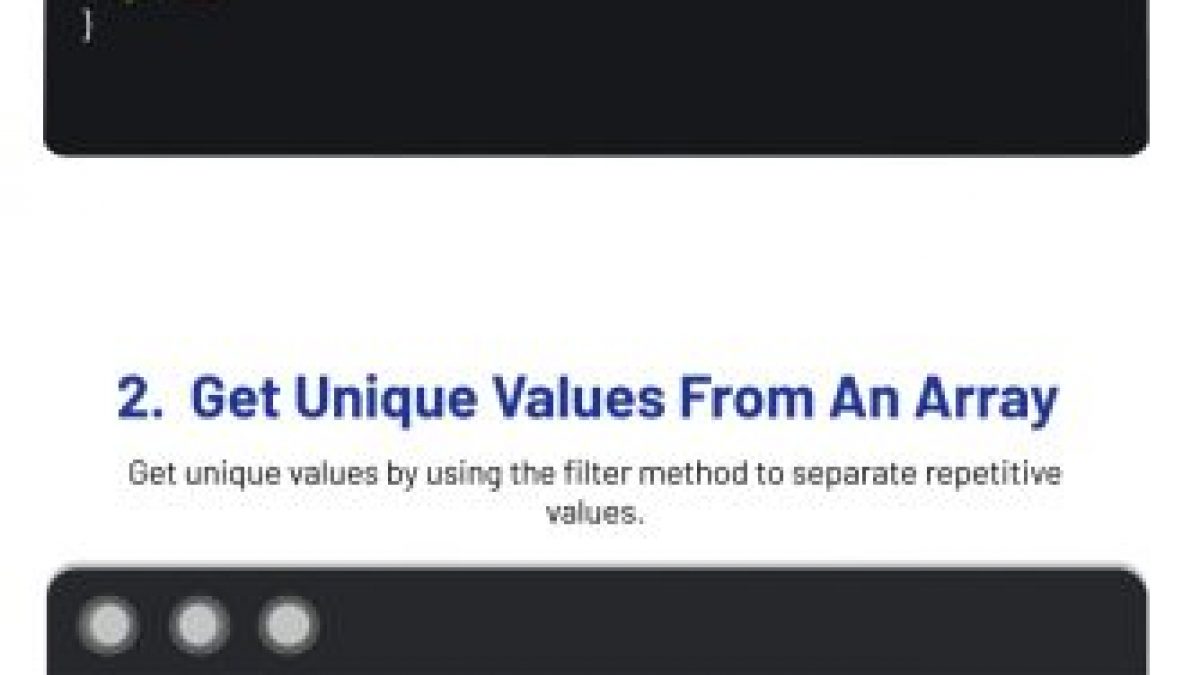 }
2. Get Unique Values From An Array
Get unique values by using the filter method to separate repetitive
values.